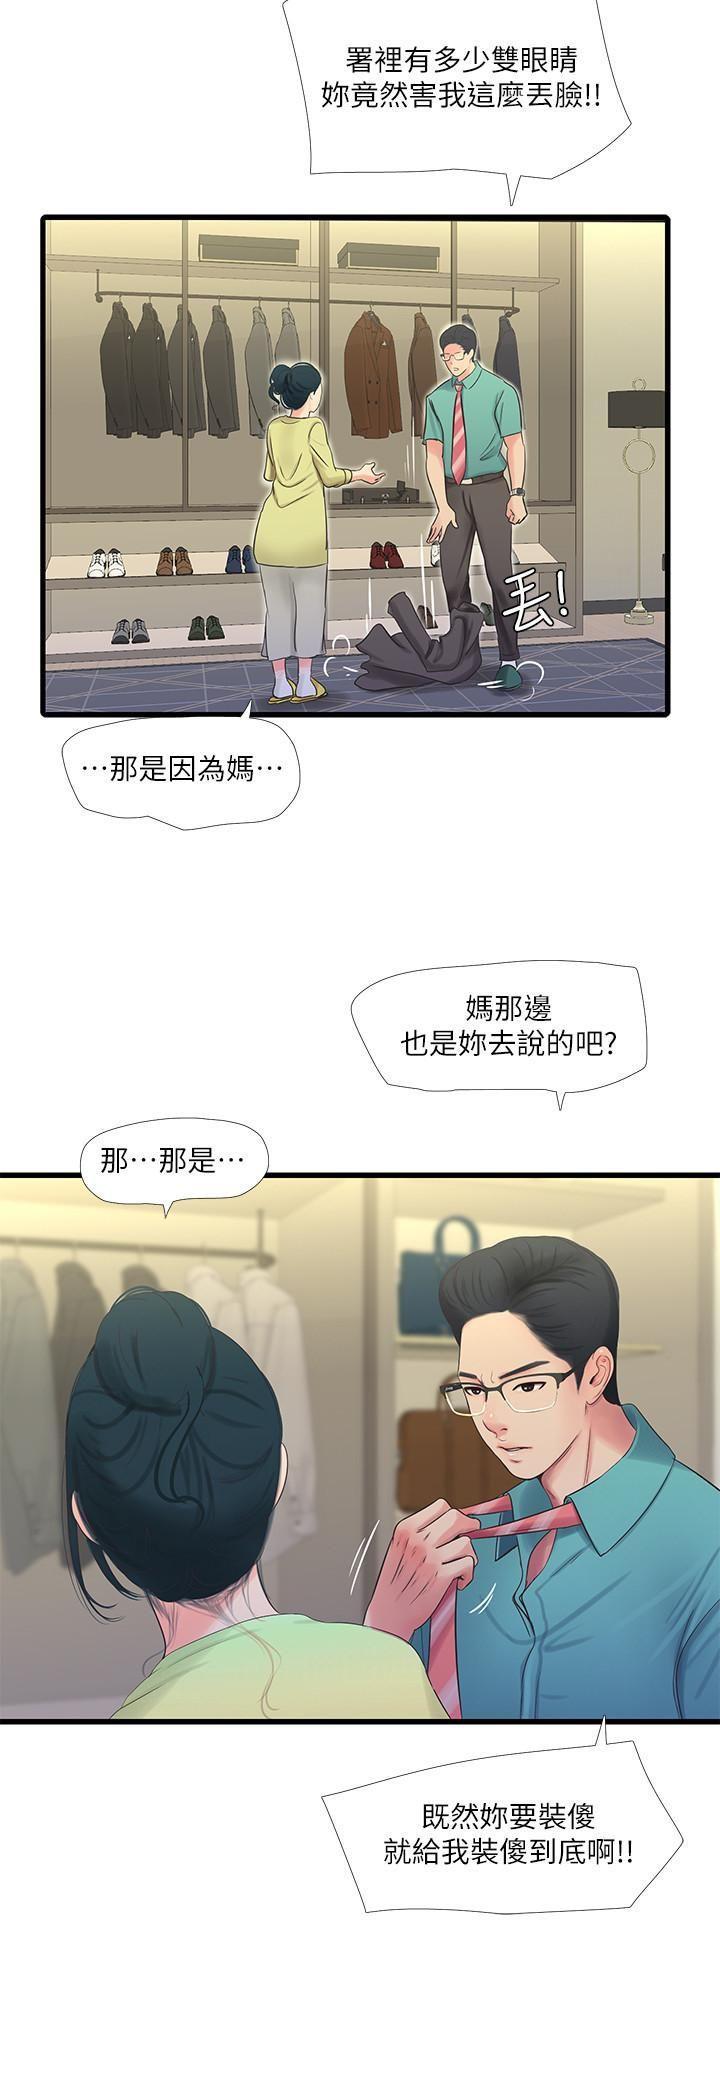 署裡有多少雙眼睛
妳竟然害我這麼丟臉!!
丟!
…那是因為媽…
媽那邊
也是妳去說的吧?
那…那是…
既然妳要裝傻
就給我裝傻到底啊!!